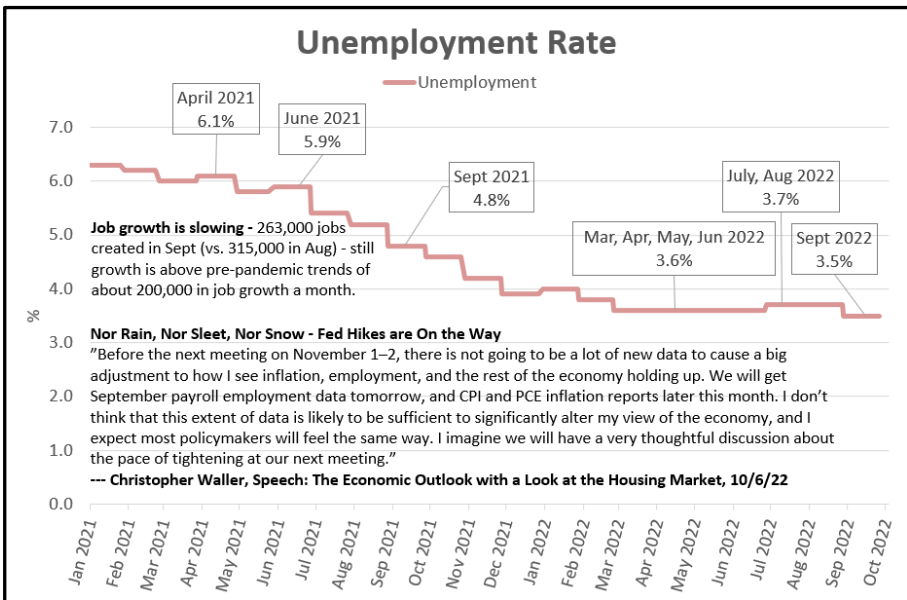 Unemployment Rate
Unemployment
April 2021
6.1%
June 2021
5.9%
Sept 2021
4.8%
July, Aug 2022
3.7%
Mar, Apr, May, Jun 2022
3.6%
Sept 2022
3.5%
7.0
6.0
5.0
4.0
3.0
2.0
1.0
0.0
%
Job growth is slowing - 263,000 jobs
created in Sept (vs. 315,000 in Aug) - still
growth is above pre-pandemic trends of
about 200,000 in job growth a month.
Nor Rain, Nor Sleet, Nor Snow - Fed Hikes are On the Way
”Before the next meeting on November 1–2, there is not going to be a lot of new data to cause a big
adjustment to how I see inflation, employment, and the rest of the economy holding up. We will get
September payroll employment data tomorrow, and CPI and PCE inflation reports later this month. I don’t
think that this extent of data is likely to be sufficient to significantly alter my view of the economy, and I
expect most policymakers will feel the same way. I imagine we will have a very thoughtful discussion about
the pace of tightening at our next meeting.”
--- Christopher Waller, Speech: The Economic Outlook with a Look at the Housing Market, 10/6/22
Jan 2021
Feb 2021
Mar 2021
Apr 2021
May 2021
Jun 2021
Jul 2021
Aug 2021
Sep 2021
Oct 2021
Nov 2021
Dec 2021
Jan 2022
Feb 2022
Mar 2022
Apr 2022
May 2022
Jun 2022
Jul 2022
Aug 2022
Sep 2022
Oct 2022